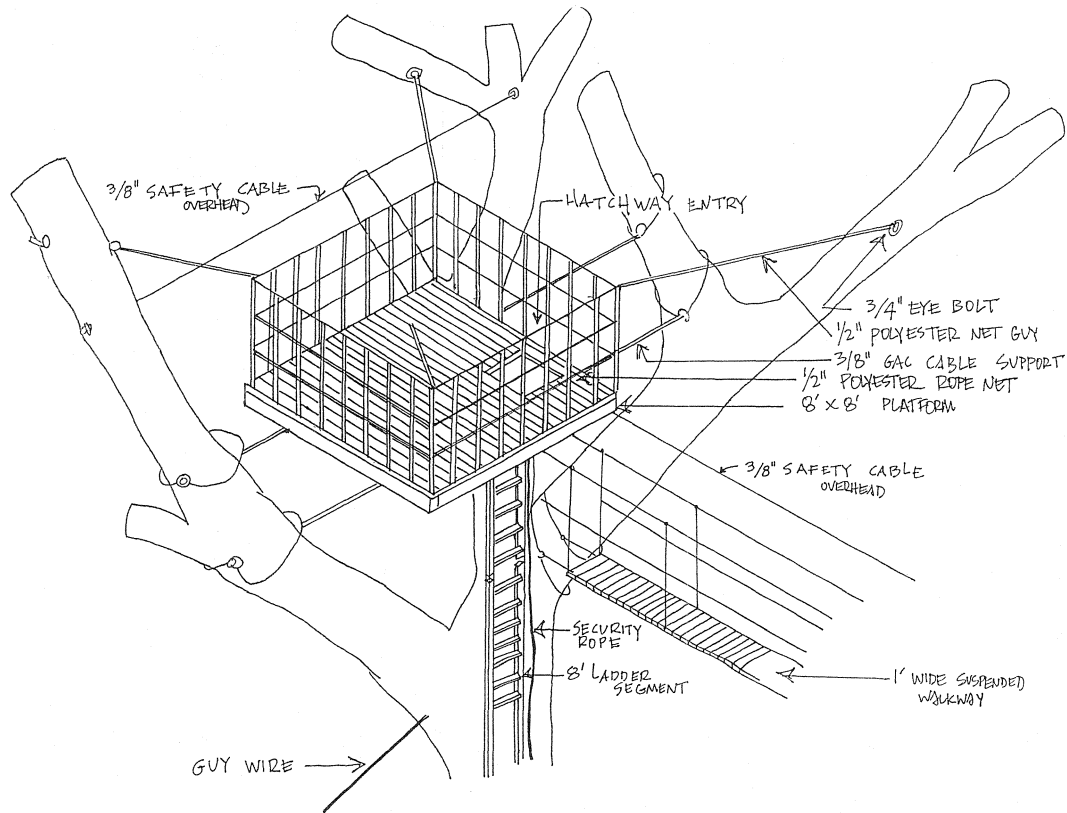 3/8" SAFETY CABLE
OVERHEAD
HATCHWAY ENTRY
3/4" EYE BOLT
1/2" POLYESTER NET GUY
3/8" GAC CABLE SUPPORT
1/2" POLYESTER ROPE NET
8' x 8' PLATFORM
3/8" SAFETY CABLE
OVERHEAD
SECURITY
ROPE
8' LADDER
SEGMENT
1' WIDE SUSPENDED
WALKWAY
GUY WIRE